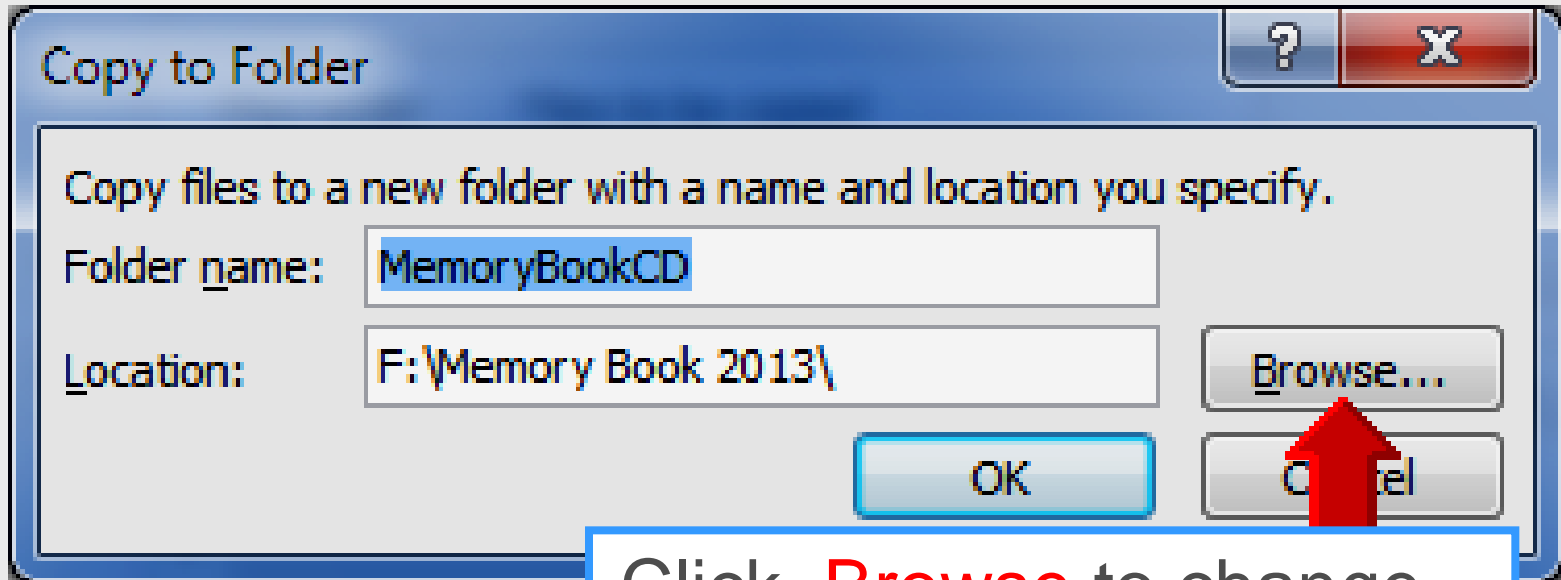 Copy to Folder
Copy files to a new folder with a name and location you specify.
Folder name: MemoryBookCD
Location: F:\Memory Book 2013\ Browse...
OK
Click Browse to change